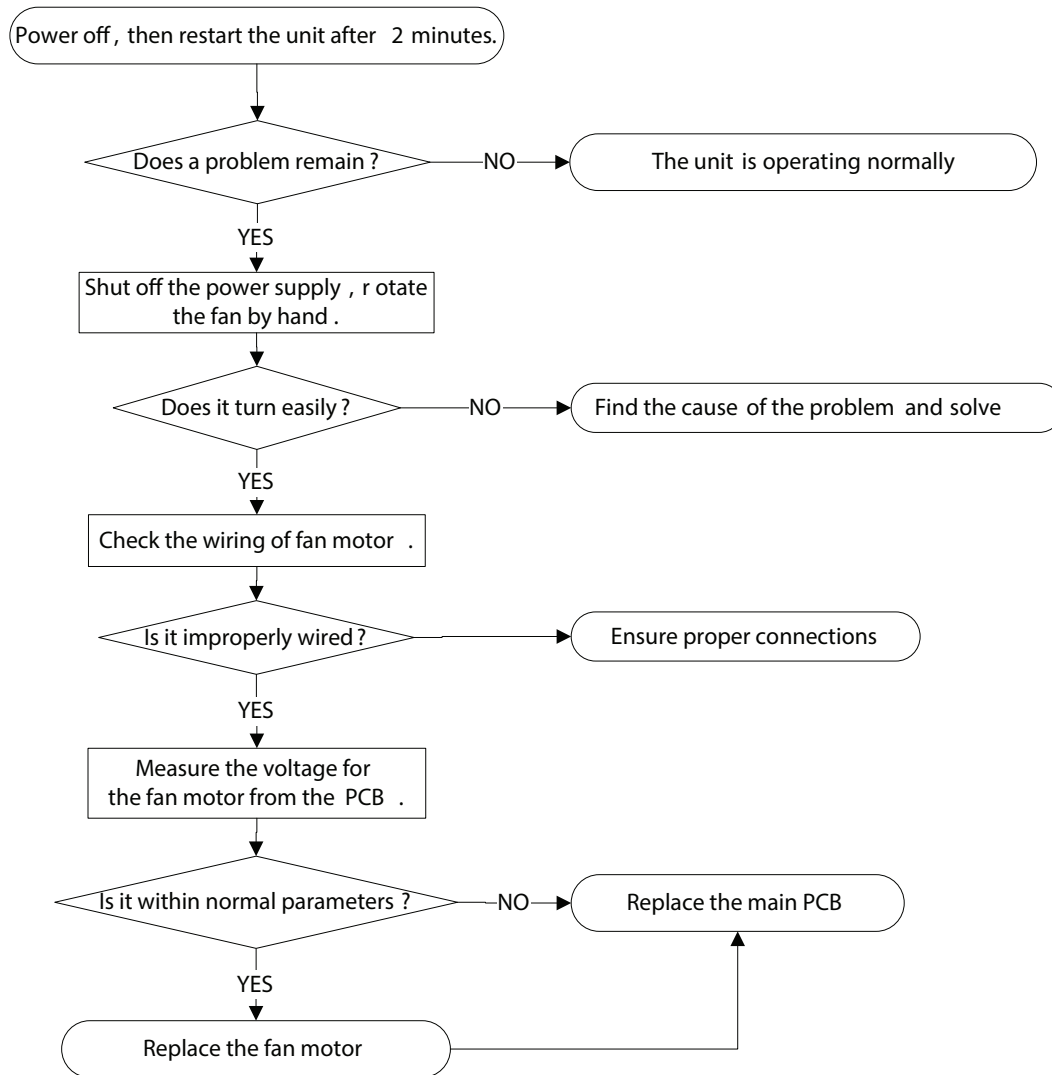 Power off, then restart the unit after 2 minutes.
Does a problem remain ?
NO
The unit is operating normally
YES
Shut off the power supply , r otate
the fan by hand .
Does it turn easily ?
NO
Find the cause of the problem and solve
YES
Check the wiring of fan motor .
Is it improperly wired ?
Ensure proper connections
YES
Measure the voltage for
the fan motor from the PCB .
Is it within normal parameters ?
NO
Replace the main PCB
YES
Replace the fan motor